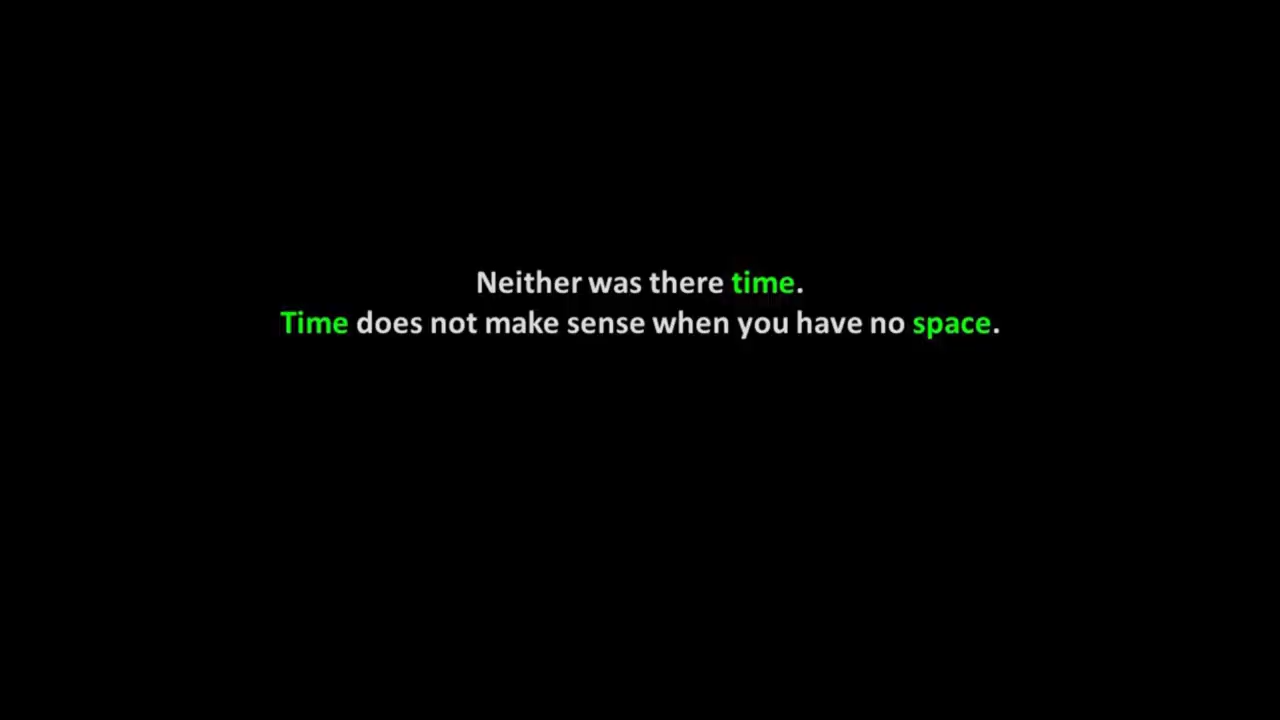 Neither was there time.
Time does not make sense when you have no space.